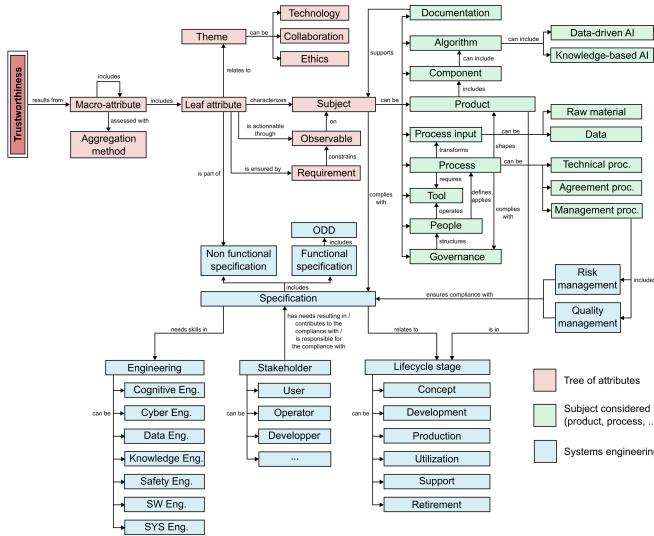 Trustworthiness
results from
Macro-attribute
includes
includes
assessed with
Aggregation
method
Leaf attribute
relates to
Theme
can be
Technology
Collaboration
Ethics
characterizes
Subject
is actionnable
through
on
Observable
constrains
is ensured by
Requirement
is part of
supports
can be
complies
with
Documentation
Algorithm
can include
Data-driven AI
Knowledge-based AI
can include
Component
includes
Product
Process input
can be
Raw material
Data
transforms
shapes
Process
can be
Technical proc.
Agreement proc.
Management proc.
requires
defines,
applies
Tool
operates
complies
with
People
structures
Governance
ODD
includes
Non functional
specification
Functional
specification
includes
Specification
ensures compliance with
Risk
management
includes
Quality
management
needs skills in
has needs resulting in /
contributes to the
compliance with /
is responsible for
the compliance with
relates to
is in
Engineering
can be
Cognitive Eng.
Cyber Eng.
Data Eng.
Knowledge Eng.
Safety Eng.
SW Eng.
SYS Eng.
Stakeholder
can be
User
Operator
Developper
...
Lifecycle stage
can be
Concept
Development
Production
Utilization
Support
Retirement
Tree of attributes
Subject considered
(product, process, ..
Systems engineering